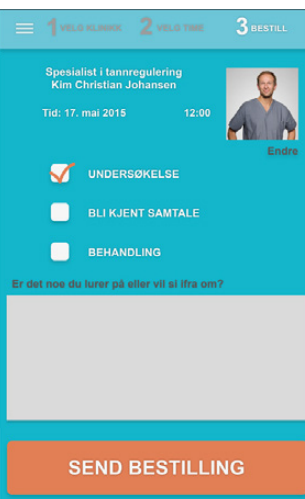 1 VELG KLINIKK 2 VELG TIME 3 BESTILL
Spesialist i tannregulering
Kim Christian Johansen
Tid: 17. mai 2015 12:00
Endre
UNDERSØKELSE
BLI KJENT SAMTALE
BEHANDLING
Er det noe du lurer på eller vil si ifra om?
SEND BESTILLING